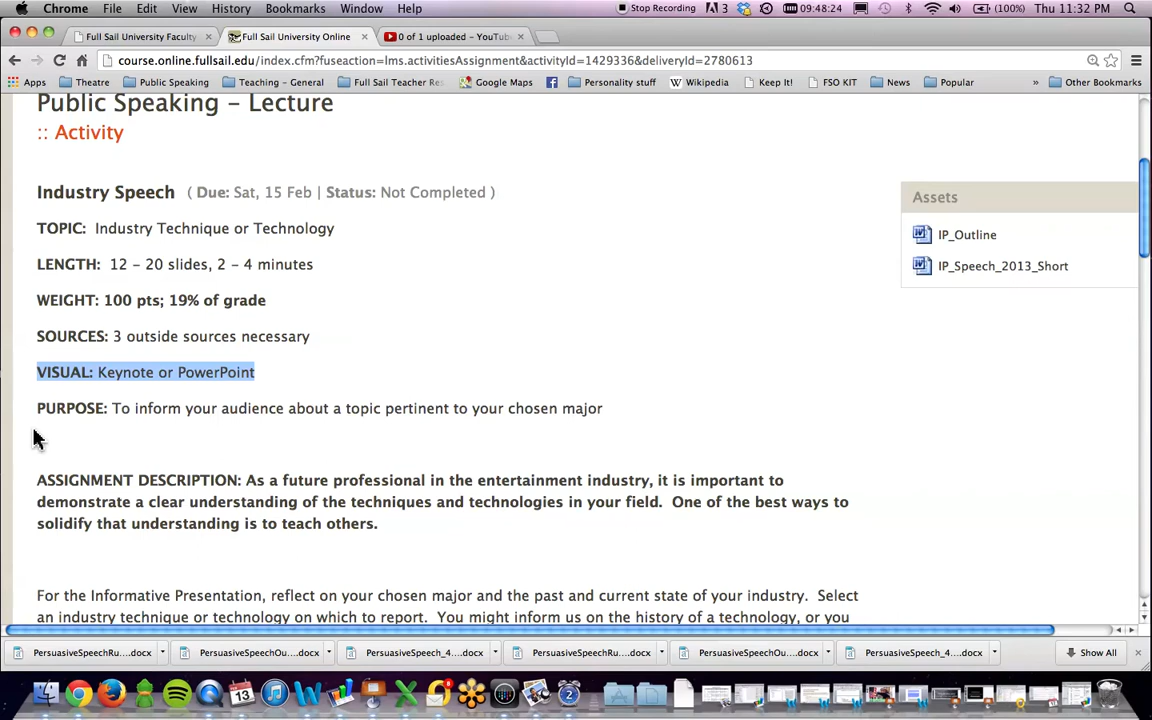 Chrome File Edit View History Bookmarks Window Help Stop Recording 3 09:48:24 (100%) Thu 11:32 PM
Full Sail University Faculty × Full Sail University Online × 0 of 1 uploaded - YouTube ×
course.online.fullsail.edu/index.cfm?fuseaction=lms.activitiesAssignment&activityId=1429336&deliveryId=2780613
Apps Theatre Public Speaking Teaching - General Full Sail Teacher Res Google Maps Personality stuff Wikipedia Keep It! FSO KIT News Popular » Other Bookmarks
Public Speaking - Lecture
:: Activity
Industry Speech ( Due: Sat, 15 Feb | Status: Not Completed )
Assets
TOPIC: Industry Technique or Technology
IP_Outline
LENGTH: 12 - 20 slides, 2 - 4 minutes
IP_Speech_2013_Short
WEIGHT: 100 pts; 19% of grade
SOURCES: 3 outside sources necessary
VISUAL: Keynote or PowerPoint
PURPOSE: To inform your audience about a topic pertinent to your chosen major
ASSIGNMENT DESCRIPTION: As a future professional in the entertainment industry, it is important to
demonstrate a clear understanding of the techniques and technologies in your field. One of the best ways to
solidify that understanding is to teach others.
For the Informative Presentation, reflect on your chosen major and the past and current state of your industry. Select
an industry technique or technology on which to report. You might inform us on the history of a technology, or you
PersuasiveSpeechRu....docx PersuasiveSpeechOu....docx PersuasiveSpeech_4....docx PersuasiveSpeechRu....docx PersuasiveSpeechOu....docx PersuasiveSpeech_4....docx Show All ×